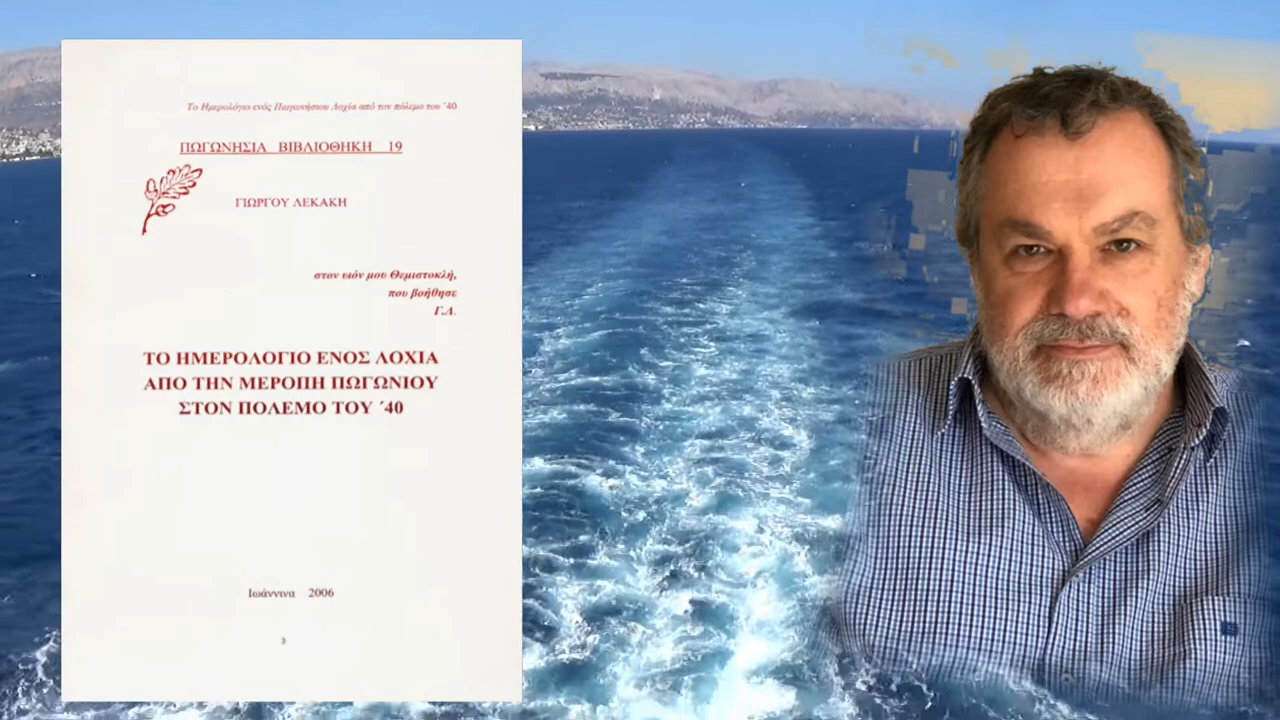 Το Ημερολόγιο ενός Πωγωνήσιου Λοχία από τον πόλεμο του ΄40
ΠΩΓΩΝΗΣΙΑ ΒΙΒΛΙΟΘΗΚΗ 19
ΓΙΩΡΓΟΥ ΛΕΚΑΚΗ
στον υιόν μου Θεμιστοκλή,
που βοήθησε
Γ.Λ.
ΤΟ ΗΜΕΡΟΛΟΓΙΟ ΕΝΟΣ ΛΟΧΙΑ
ΑΠΟ ΤΗΝ ΜΕΡΟΠΗ ΠΩΓΩΝΙΟΥ
ΣΤΟΝ ΠΟΛΕΜΟ ΤΟΥ ΄40
Ιωάννινα 2006
3